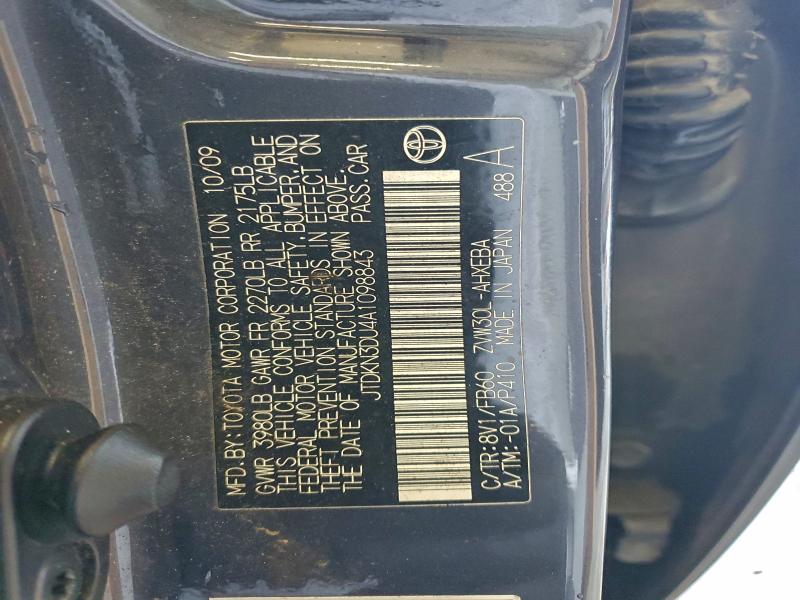 MFD. BY: TOYOTA MOTOR CORPORATION 10/09
GVWR 3980LB GAWR FR 2270LB RR 2175LB
THIS VEHICLE CONFORMS TO ALL APPLICABLE
FEDERAL MOTOR VEHICLE SAFETY, BUMPER, AND
THEFT PREVENTION STANDARDS IN EFFECT ON
THE DATE OF MANUFACTURE SHOWN ABOVE.
JTDKN3DU4A1098843 PASS. CAR
C/TR: 8V1/FB60 ZVW30L-AHXEBA
A/TM: -01A/P410 MADE IN JAPAN 488 A